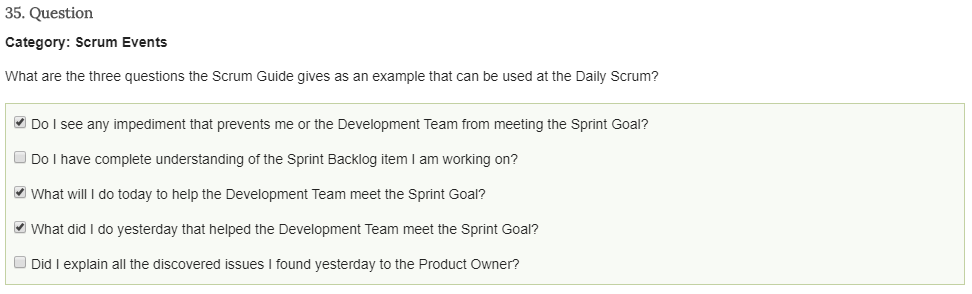 35. Question
Category: Scrum Events
What are the three questions the Scrum Guide gives as an example that can be used at the Daily Scrum?
Do I see any impediment that prevents me or the Development Team from meeting the Sprint Goal?
Do I have complete understanding of the Sprint Backlog item I am working on?
What will I do today to help the Development Team meet the Sprint Goal?
What did I do yesterday that helped the Development Team meet the Sprint Goal?
Did I explain all the discovered issues I found yesterday to the Product Owner?